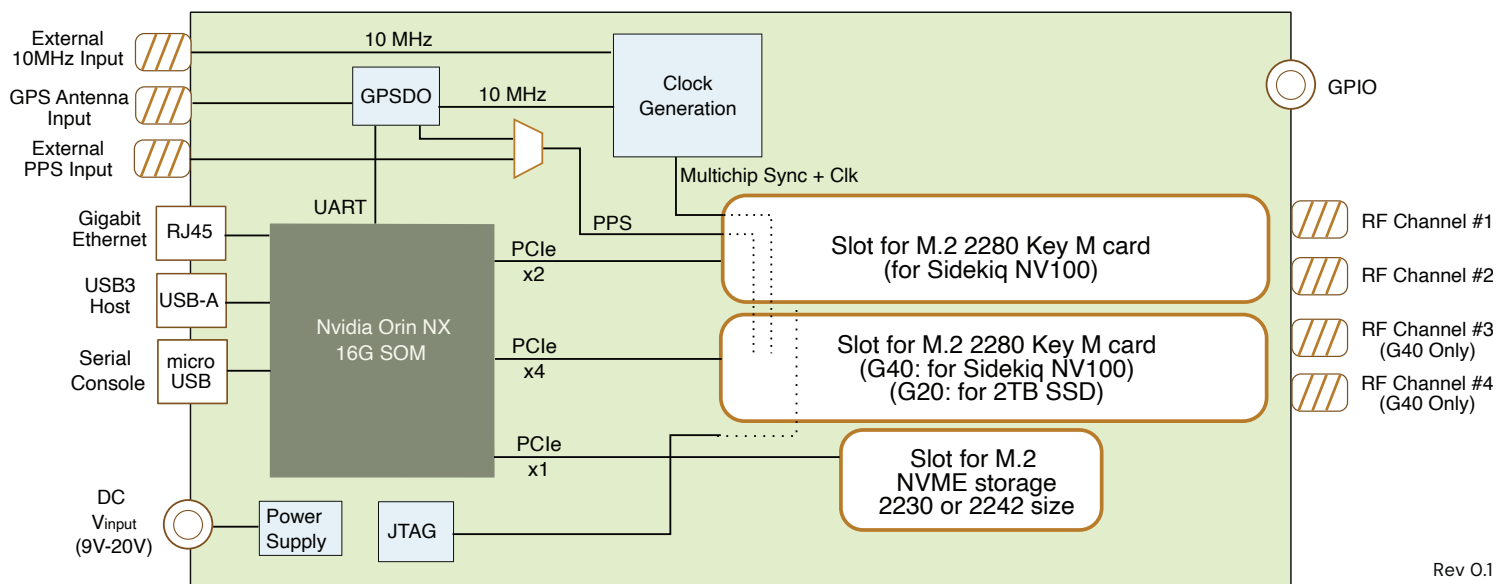 External
10MHz Input
GPS Antenna
Input
External
PPS Input
Gigabit
Ethernet
RJ45
USB3
Host
USB-A
Serial
Console
micro
USB
DC
Vinput
(9V-20V)
Power
Supply
JTAG
10 MHz
GPSDO
10 MHz
Clock
Generation
Multichip Sync + Clk
UART
PPS
Nvidia Orin NX
16G SOM
PCIe
x2
PCIe
x4
PCIe
x1
Slot for M.2 2280 Key M card
(for Sidekiq NV100)
Slot for M.2 2280 Key M card
(G40: for Sidekiq NV100)
(G20: for 2TB SSD)
Slot for M.2
NVME storage
2230 or 2242 size
GPIO
RF Channel #1
RF Channel #2
RF Channel #3
(G40 Only)
RF Channel #4
(G40 Only)
Rev 0.1